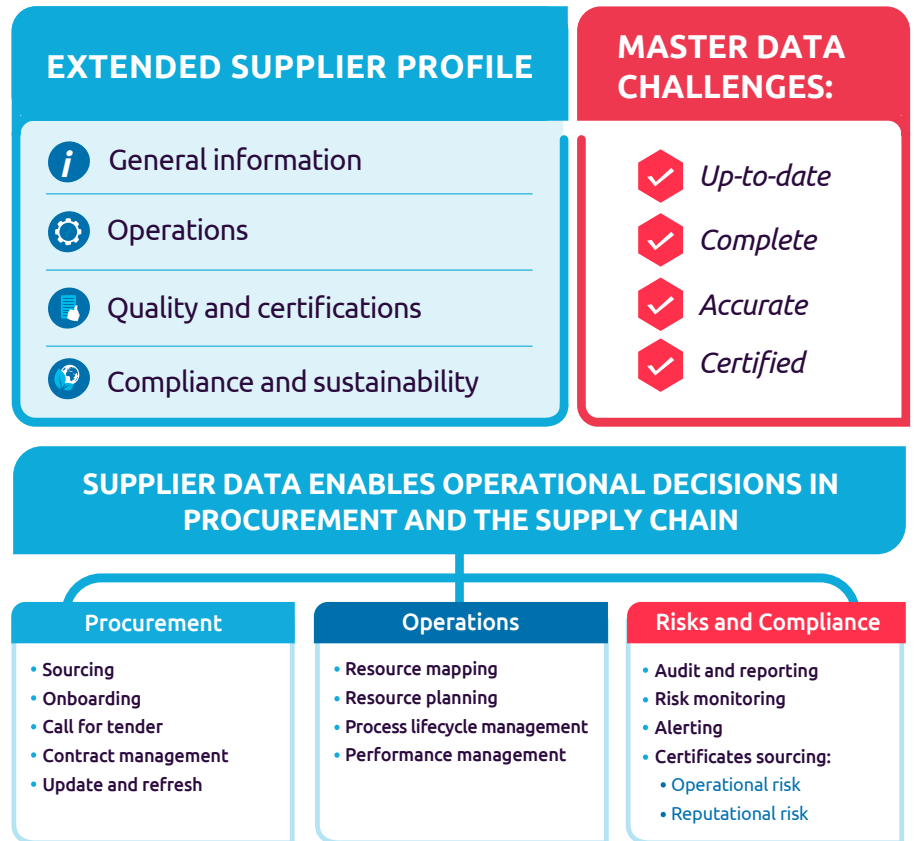 EXTENDED SUPPLIER PROFILE
General information
Operations
Quality and certifications
Compliance and sustainability
MASTER DATA
CHALLENGES:
Up-to-date
Complete
Accurate
Certified
SUPPLIER DATA ENABLES OPERATIONAL DECISIONS IN
PROCUREMENT AND THE SUPPLY CHAIN
Procurement
• Sourcing
• Onboarding
• Call for tender
• Contract management
• Update and refresh
Operations
• Resource mapping
• Resource planning
• Process lifecycle management
• Performance management
Risks and Compliance
• Audit and reporting
• Risk monitoring
• Alerting
• Certificates sourcing:
• Operational risk
• Reputational risk